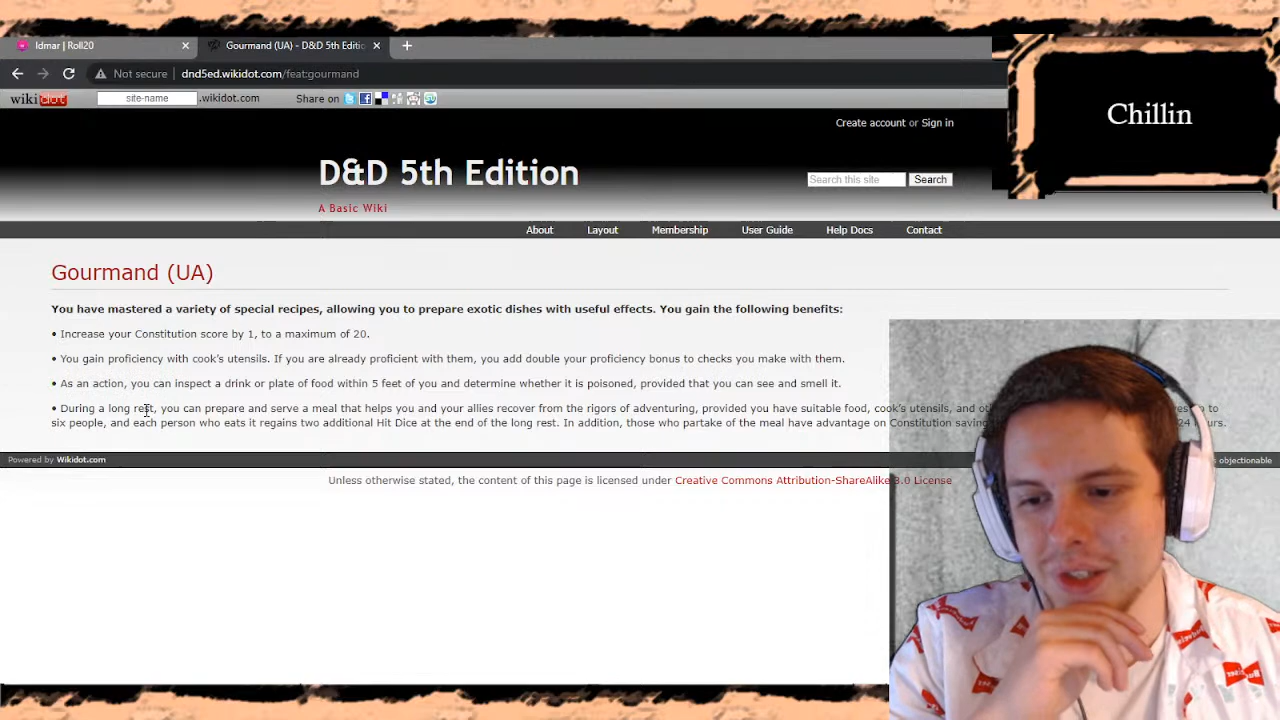 Idmar | Roll20
Gourmand (UA) - D&D 5th Editio
Not secure
dnd5ed.wikidot.com/feat:gourmand
wikidot
site-name
.wikidot.com
Share on
Chillin
Create account or Sign in
D&D 5th Edition
Search this site
Search
A Basic Wiki
About
Layout
Membership
User Guide
Help Docs
Contact
Gourmand (UA)
You have mastered a variety of special recipes, allowing you to prepare exotic dishes with useful effects. You gain the following benefits:
• Increase your Constitution score by 1, to a maximum of 20.
• You gain proficiency with cook's utensils. If you are already proficient with them, you add double your proficiency bonus to checks you make with them.
• As an action, you can inspect a drink or plate of food within 5 feet of you and determine whether it is poisoned, provided that you can see and smell it.
• During a long rest, you can prepare and serve a meal that helps you and your allies recover from the rigors of adventuring, provided you have suitable food, cook's utensils, and to
six people, and each person who eats it regains two additional Hit Dice at the end of the long rest. In addition, those who partake of the meal have advantage on Constitution
Powered by Wikidot.com
objectionable
Unless otherwise stated, the content of this page is licensed under Creative Commons Attribution-ShareAlike 3.0 License